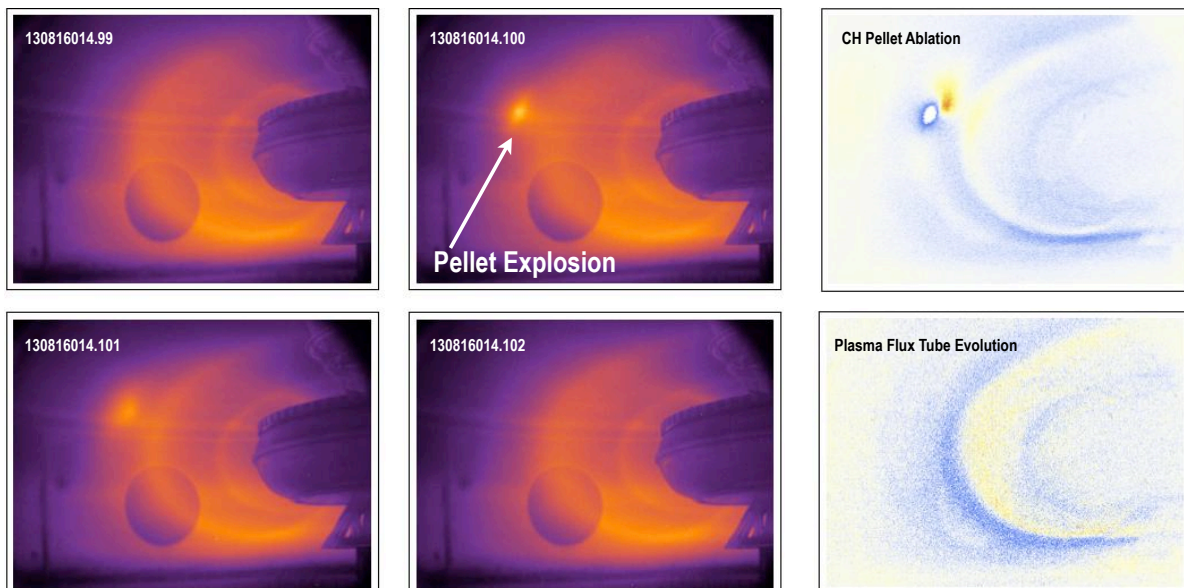 130816014.99
130816014.100
CH Pellet Ablation
Pellet Explosion
130816014.101
130816014.102
Plasma Flux Tube Evolution